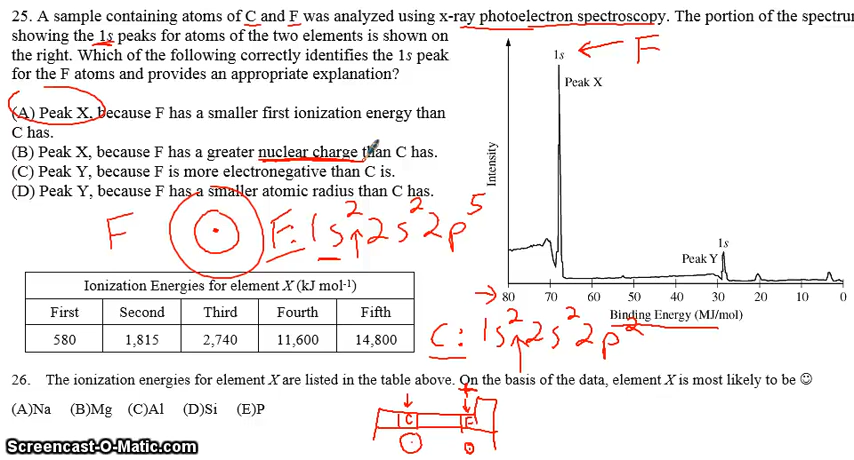 25. A sample containing atoms of C and F was analyzed using x-ray photoelectron spectroscopy. The portion of the spectru
showing the 1s peaks for atoms of the two elements is shown on
the right. Which of the following correctly identifies the 1s peak
for the F atoms and provides an appropriate explanation?
(A) Peak X, because F has a smaller first ionization energy than
C has.
(B) Peak X, because F has a greater nuclear charge than C has.
(C) Peak Y, because F is more electronegative than C is.
(D) Peak Y, because F has a smaller atomic radius than C has.
1s
F
Peak X
Intensity
1s
Peak Y
80 70 60 50 40 30 20 10 0
Binding Energy (MJ/mol)
F
F: 1s² 2s² 2p⁵
C: 1s² 2s² 2p²
Ionization Energies for element X (kJ mol⁻¹)
First Second Third Fourth Fifth
580 1,815 2,740 11,600 14,800
26. The ionization energies for element X are listed in the table above. On the basis of the data, element X is most likely to be ☺
(A)Na (B)Mg (C)Al (D)Si (E)P
+
C F
Screencast-O-Matic.com